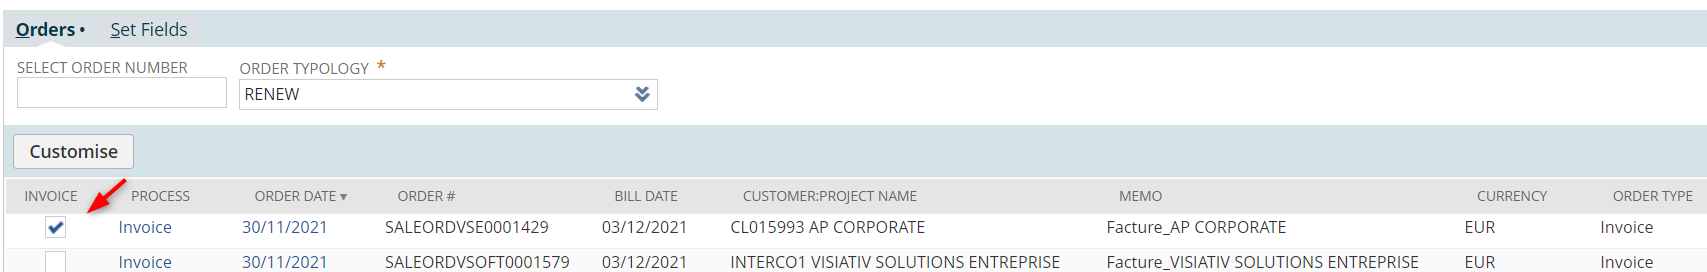 Orders • Set Fields
SELECT ORDER NUMBER ORDER TYPOLOGY *
RENEW
Customise
INVOICE PROCESS ORDER DATE ▼ ORDER # BILL DATE CUSTOMER:PROJECT NAME MEMO CURRENCY ORDER TYPE
Invoice 30/11/2021 SALEORDVSE0001429 03/12/2021 CL015993 AP CORPORATE Facture_AP CORPORATE EUR Invoice
Invoice 30/11/2021 SALEORDVSOFT0001579 03/12/2021 INTERCO1 VISIATIV SOLUTIONS ENTREPRISE Facture_VISIATIV SOLUTIONS ENTREPRISE EUR Invoice